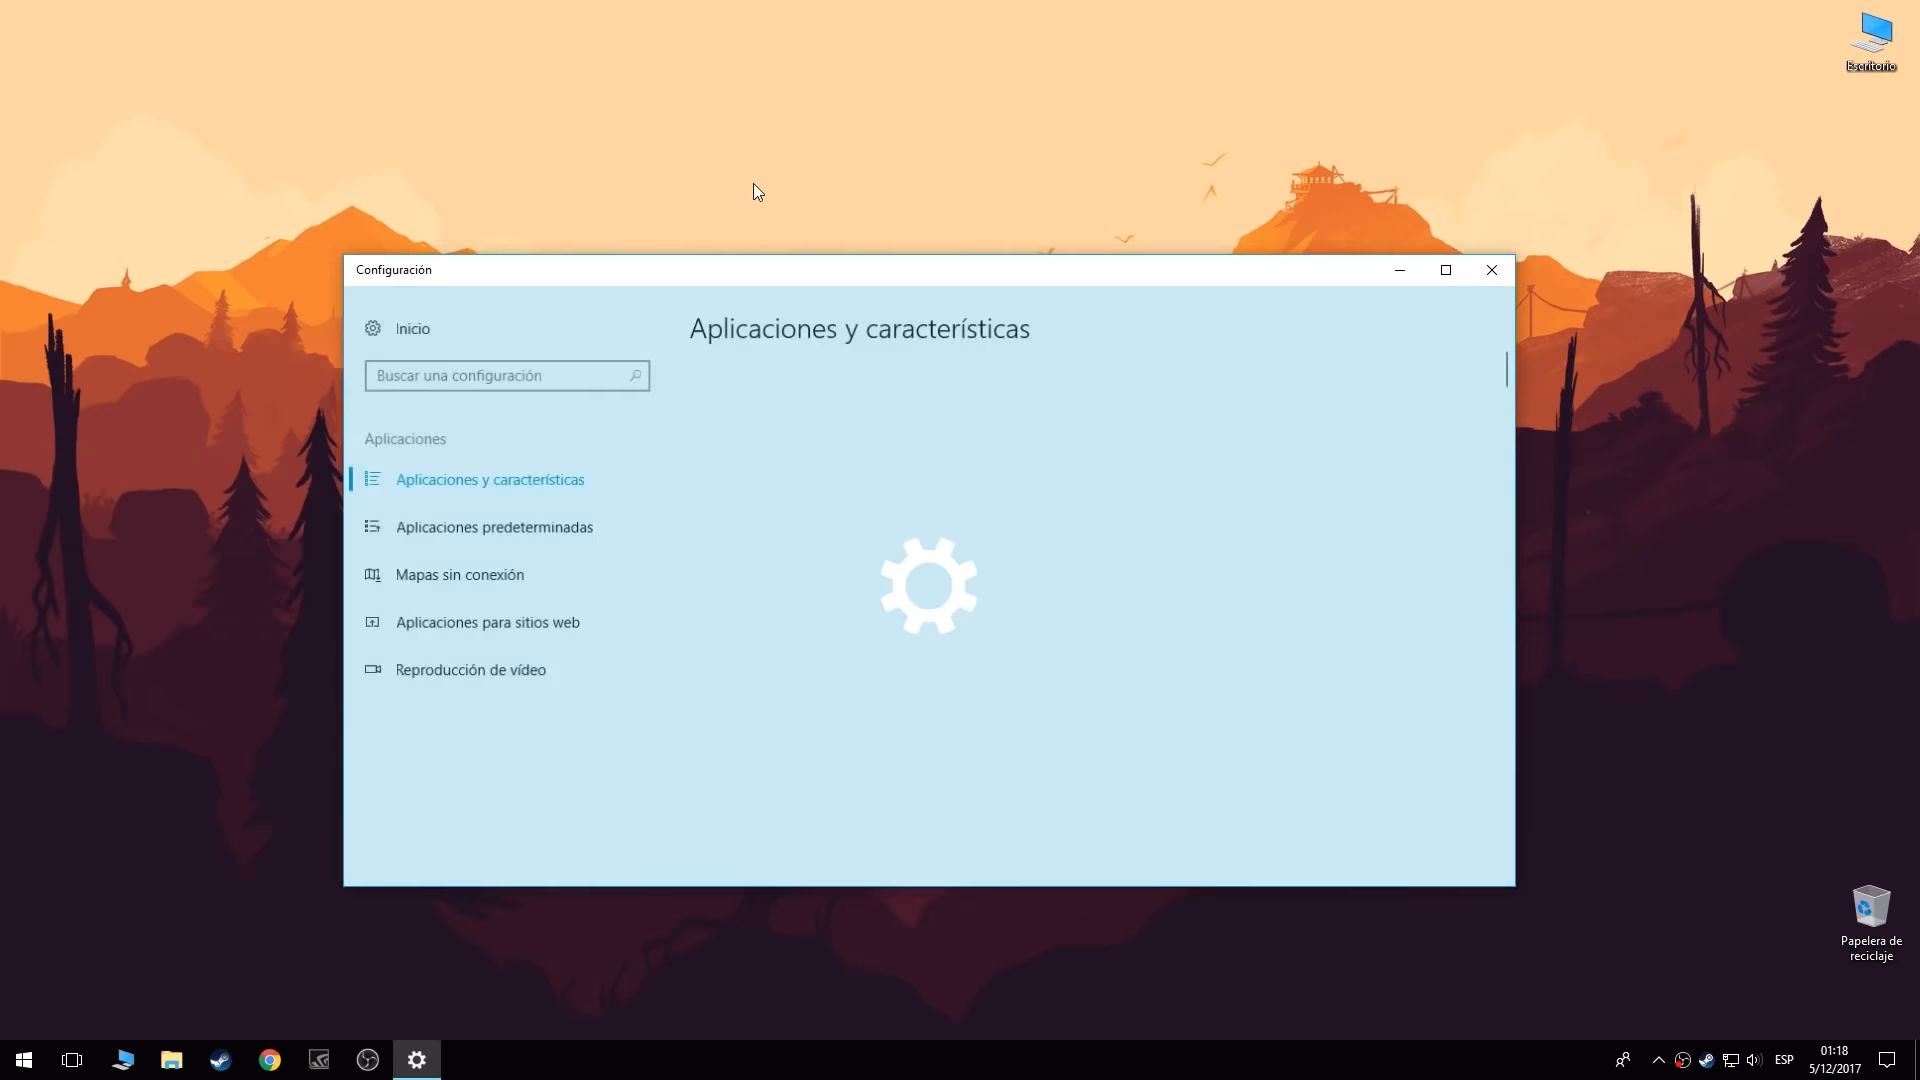 Escritorio
Configuración
Inicio
Aplicaciones y características
Buscar una configuración
Aplicaciones
Aplicaciones y características
Aplicaciones predeterminadas
Mapas sin conexión
Aplicaciones para sitios web
Reproducción de vídeo
Papelera de
reciclaje
ESP
01:18
5/12/2017